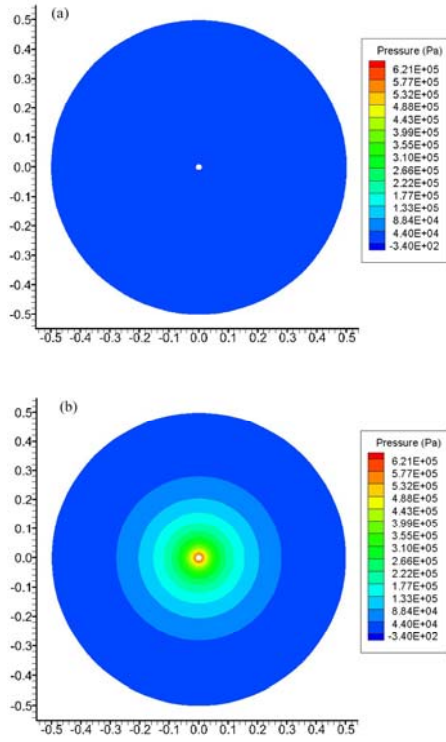 (a)
0.5
0.4
0.3
0.2
0.1
0.0
-0.1
-0.2
-0.3
-0.4
-0.5
-0.5 -0.4 -0.3 -0.2 -0.1 0.0 0.1 0.2 0.3 0.4 0.5
Pressure (Pa)
6.21E+05
5.77E+05
5.32E+05
4.88E+05
4.43E+05
3.99E+05
3.55E+05
3.10E+05
2.66E+05
2.22E+05
1.77E+05
1.33E+05
8.84E+04
4.40E+04
-3.40E+02
(b)
0.5
0.4
0.3
0.2
0.1
0.0
-0.1
-0.2
-0.3
-0.4
-0.5
-0.5 -0.4 -0.3 -0.2 -0.1 0.0 0.1 0.2 0.3 0.4 0.5
Pressure (Pa)
6.21E+05
5.77E+05
5.32E+05
4.88E+05
4.43E+05
3.99E+05
3.55E+05
3.10E+05
2.66E+05
2.22E+05
1.77E+05
1.33E+05
8.84E+04
4.40E+04
-3.40E+02